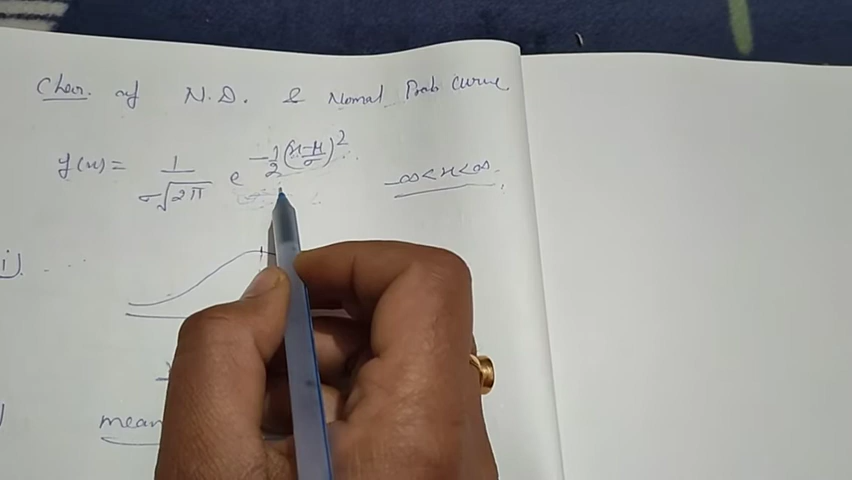 Char. of N.D. & Normal Prob curve
f(x) = 1/σ√2π e^-1/2(x-μ/σ)^2 -∞<x<∞
i)
mean